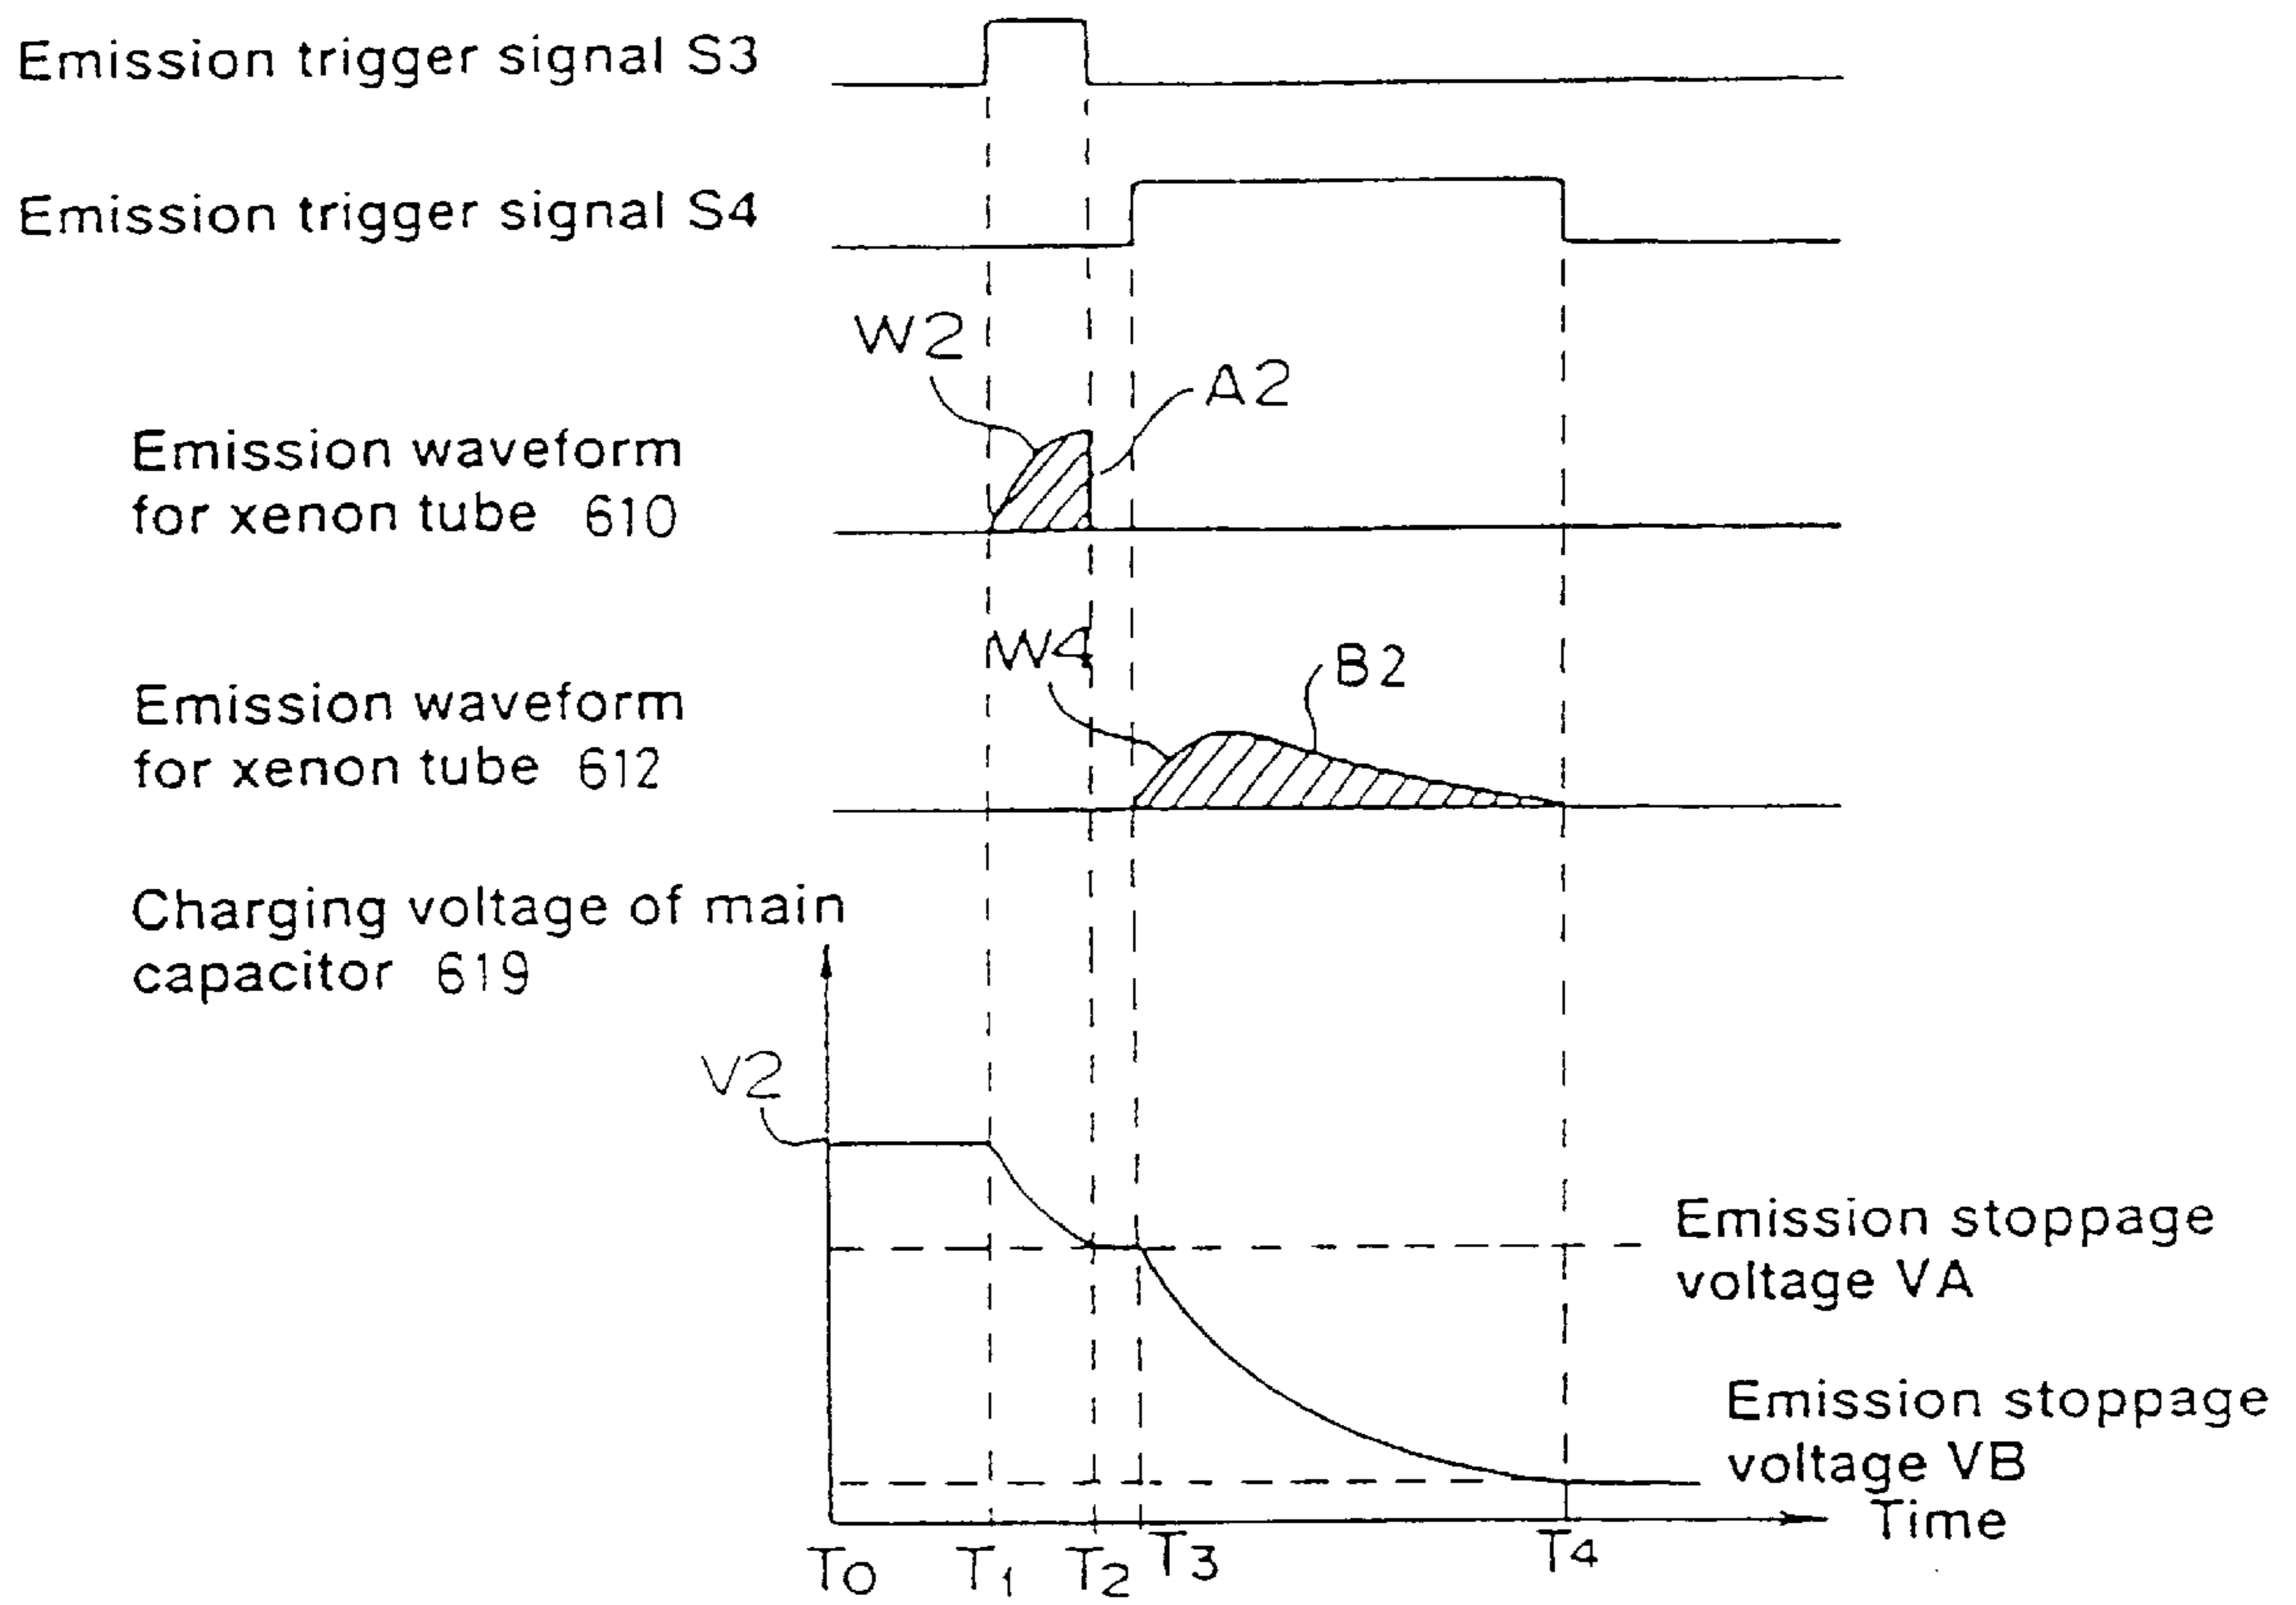 Emission trigger signal S3
Emission trigger signal S4
W2
A2
Emission waveform
for xenon tube 610
W4
B2
Emission waveform
for xenon tube 612
Charging voltage of main
capacitor 619
V2
Emission stoppage
voltage VA
Emission stoppage
voltage VB
Time
T0 T1 T2 T3 T4